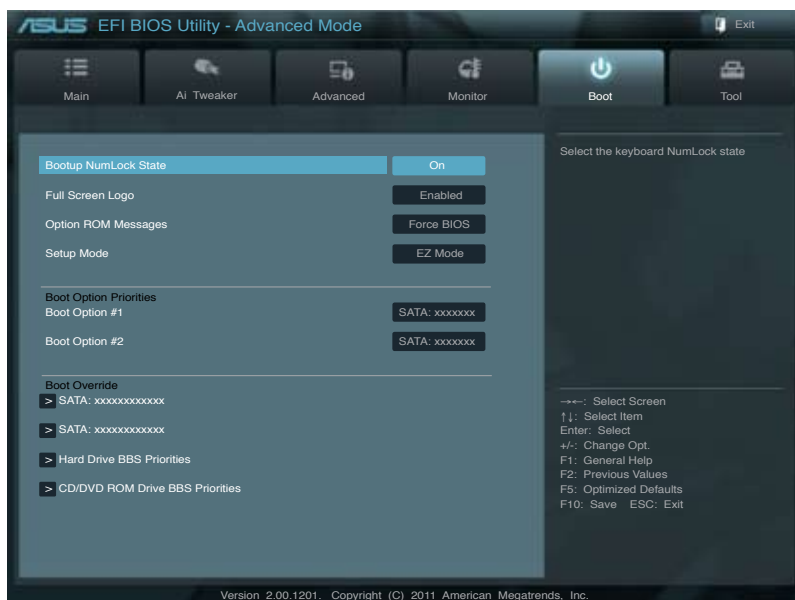 ASUS EFI BIOS Utility - Advanced Mode
Exit
Main Ai Tweaker Advanced Monitor Boot Tool
Bootup NumLock State On
Full Screen Logo Enabled
Option ROM Messages Force BIOS
Setup Mode EZ Mode
Boot Option Priorities
Boot Option #1 SATA: xxxxxxx
Boot Option #2 SATA: xxxxxxx
Boot Override
> SATA: xxxxxxxxxxxx
> SATA: xxxxxxxxxxxx
> Hard Drive BBS Priorities
> CD/DVD ROM Drive BBS Priorities
Select the keyboard NumLock state
→←: Select Screen
↑↓: Select Item
Enter: Select
+/-: Change Opt.
F1: General Help
F2: Previous Values
F5: Optimized Defaults
F10: Save ESC: Exit
Version 2.00.1201. Copyright (C) 2011 American Megatrends, Inc.